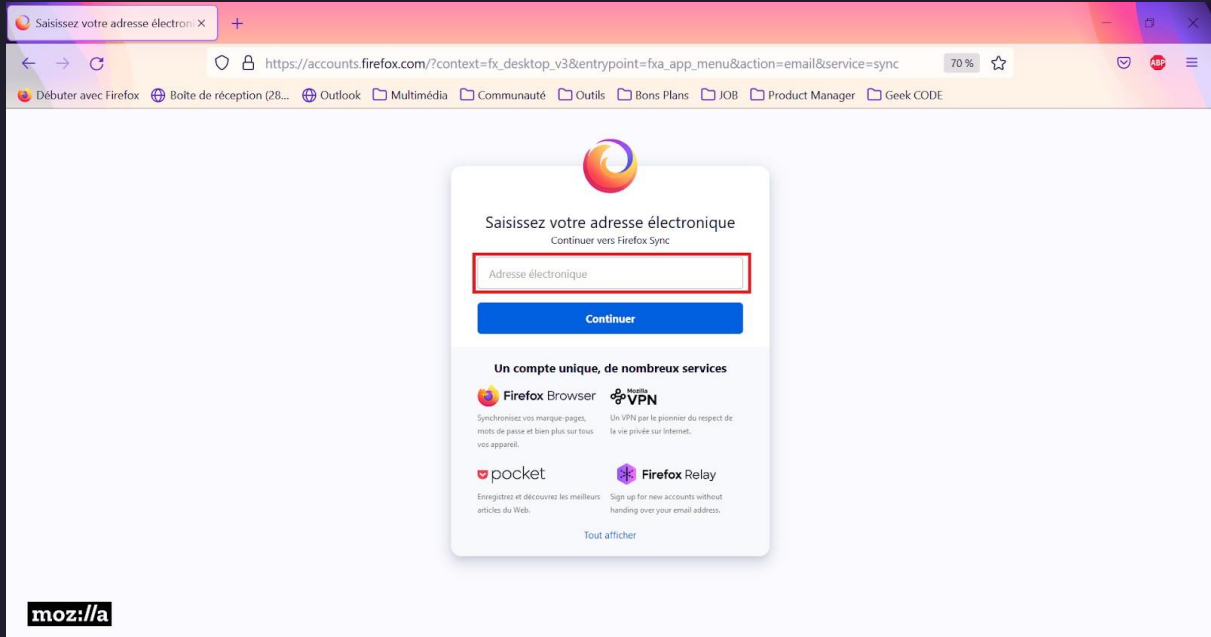 Saisissez votre adresse électroni
https://accounts.firefox.com/?context=fx_desktop_v3&entrypoint=fxa_app_menu&action=email&service=sync 70 %
ABP
Débuter avec Firefox Boîte de réception (28... Outlook Multimédia Communauté Outils Bons Plans JOB Product Manager Geek CODE
Saisissez votre adresse électronique
Continuer vers Firefox Sync
Adresse électronique
Continuer
Un compte unique, de nombreux services
Firefox Browser
Synchronisez vos marque-pages,
mots de passe et bien plus sur tous
vos appareil.
Mozilla
VPN
Un VPN par le pionnier du respect de
la vie privée sur Internet.
pocket
Enregistrez et découvrez les meilleurs
articles du Web.
Firefox Relay
Sign up for new accounts without
handing over your email address.
Tout afficher
moz://a